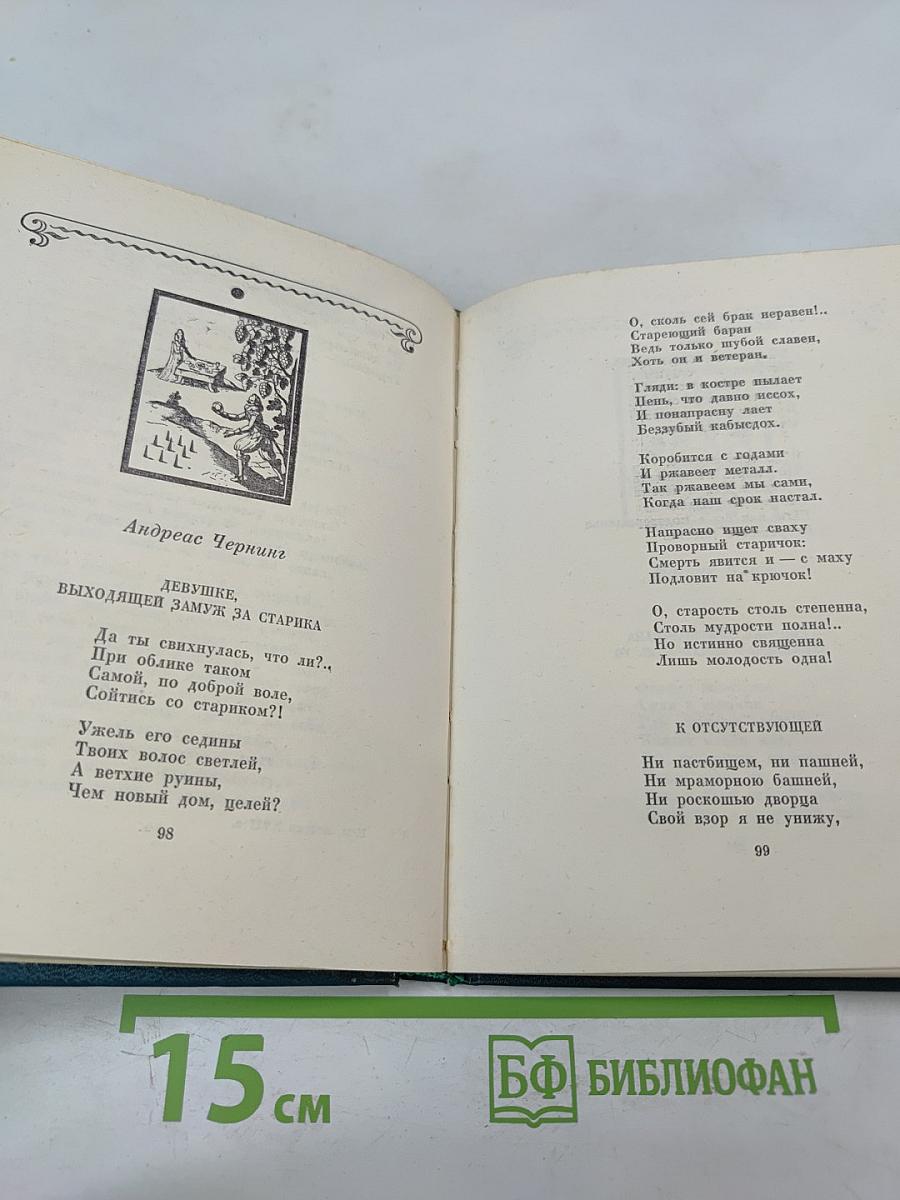 Андреас Чернинг
ДЕВУШКЕ,
ВЫХОДЯЩЕЙ ЗАМУЖ ЗА СТАРИКА
Да ты свихнулась, что ли?..
При облике таком
Самой, по доброй воле,
Сойтись со стариком?!
Ужель его седины
Твоих волос светлей,
А ветхие руины,
Чем новый дом, целей?
98
О, сколь сей брак неравен!..
Стареющий баран
Ведь только шубой славен,
Хоть он и ветеран.
Гляди: в костре пылает
Пень, что давно иссох,
И понапрасну лает
Беззубый кабысдох.
Коробится с годами
И ржавеет металл.
Так ржавеем мы сами,
Когда наш срок настал.
Напрасно ищет сваху
Проворный старичок:
Смерть явится и — с маху
Подловит на крючок!
О, старость столь степенна,
Столь мудрости полна!..
Но истинно священна
Лишь молодость одна!
К ОТСУТСТВУЮЩЕЙ
Ни пастбищем, ни пашней,
Ни мраморною башней,
Ни роскошью дворца
Свой взор я не унижу,
99
15 см
БФ БИБЛИОФАН